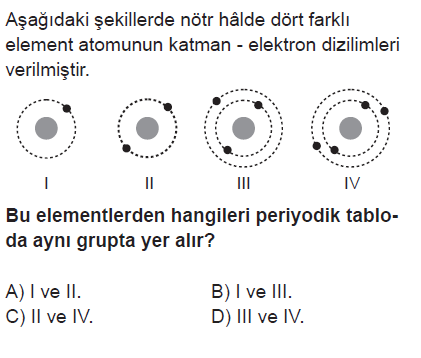 Aşağıdaki şekillerde nötr hâlde dört farklı
element atomunun katman - elektron dizilimleri
verilmiştir.
I II III IV
Bu elementlerden hangileri periyodik tablo-
da aynı grupta yer alır?
A) I ve II. B) I ve III.
C) II ve IV. D) III ve IV.